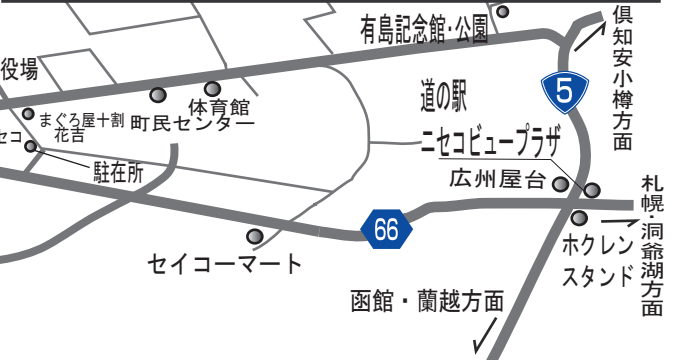 有島記念館・公園
倶知安小樽方面
役場
体育館
町民センター
まぐろ屋十割
花吉
セコ
駐在所
道の駅
ニセコビュープラザ
5
広州屋台
札幌・洞爺湖方面
66
ホクレン
スタンド
セイコーマート
函館・蘭越方面